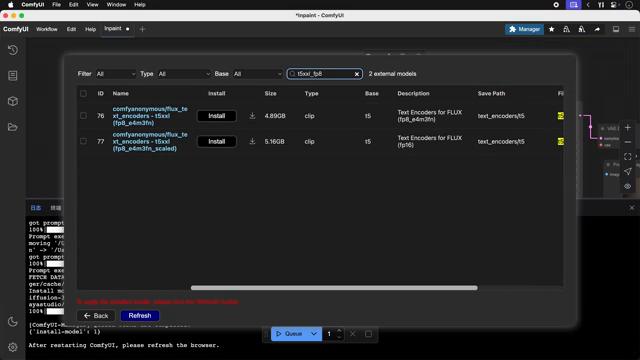 ComfyUI File Edit View Window Help
*Inpaint - ComfyUI
ComfyUI Workflow Edit Help Inpaint
Manager
Filter All Type All Base All t5xxl_fp8 2 external models
ID Name Install Size Type Base Description Save Path
76 comfyanonymous/flux_text_encoders - t5xxl (fp8_e4m3fn) Install 4.89GB clip t5 Text Encoders for FLUX (fp8_e4m3fn) text_encoders/t5
77 comfyanonymous/flux_text_encoders - t5xxl (fp8_e4m3fn_scaled) Install 5.16GB clip t5 Text Encoders for FLUX (fp16) text_encoders/t5
日志
got prompt
100%
Prompt exe
moving '/U
n' -> '/Us
got prompt
100%
Prompt exe
FETCH DATA
ger/cache/
Install mo
iffusion-3
ayastudio/
100%
Back Refresh
[ComfyUI-Manager]
{'install-model': 1}
After restarting ComfyUI, please refresh the browser.
Queue 1